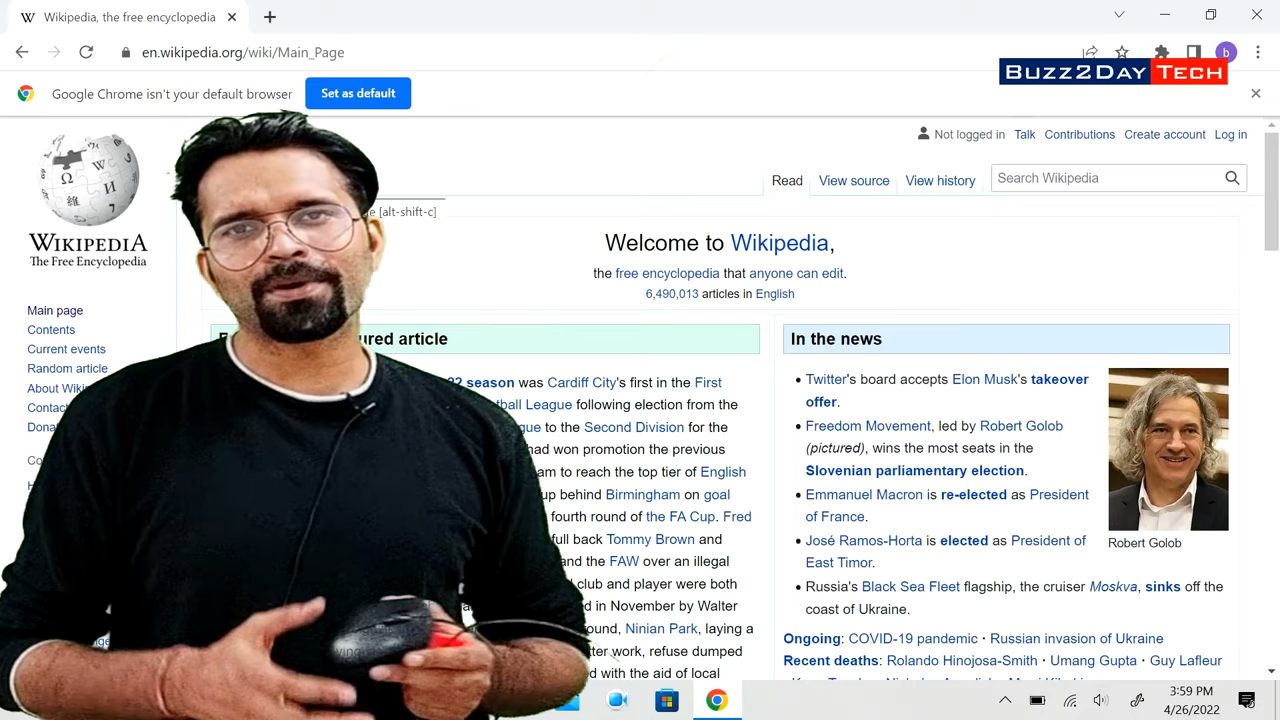 Wikipedia, the free encyclopedia
en.wikipedia.org/wiki/Main_Page
b
BUZZ2DAY TECH
Google Chrome isn't your default browser
Set as default
Not logged in Talk Contributions Create account Log in
Read View source View history
Search Wikipedia
[alt-shift-c]
WIKIPEDIA
The Free Encyclopedia
Main page
Contents
Current events
Random article
About
Welcome to Wikipedia,
the free encyclopedia that anyone can edit.
6,490,013 articles in English
article
season was Cardiff City's first in the First
League following election from the
to the Second Division for the
had won promotion the previous
to reach the top tier of English
up behind Birmingham on goal
fourth round of the FA Cup. Fred
full back Tommy Brown and
and the FAW over an illegal
club and player were both
in November by Walter
Ninian Park, laying a
work, refuse dumped
with the aid of local
In the news
• Twitter's board accepts Elon Musk's takeover
offer.
• Freedom Movement, led by Robert Golob
(pictured), wins the most seats in the
Slovenian parliamentary election.
• Emmanuel Macron is re-elected as President
of France.
• José Ramos-Horta is elected as President of
East Timor.
• Russia's Black Sea Fleet flagship, the cruiser Moskva, sinks off the
coast of Ukraine.
Robert Golob
Ongoing: COVID-19 pandemic · Russian invasion of Ukraine
Recent deaths: Rolando Hinojosa-Smith · Umang Gupta · Guy Lafleur
3:59 PM
4/26/2022